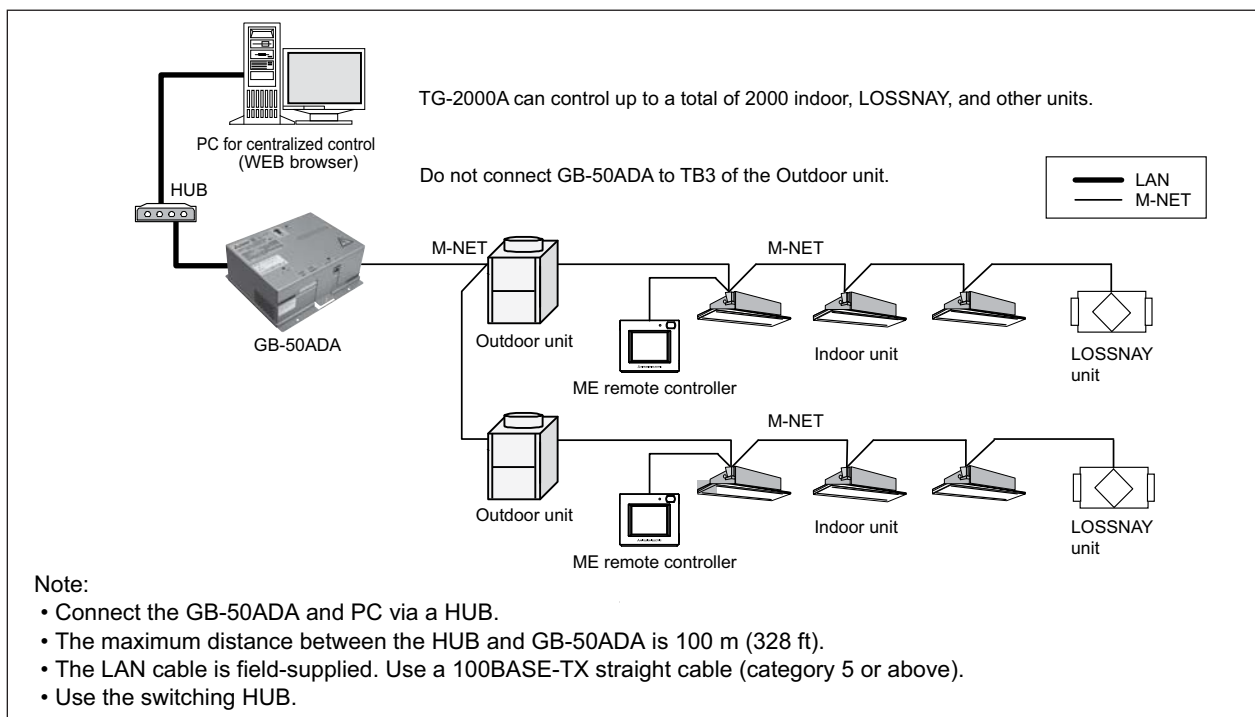 TG-2000A can control up to a total of 2000 indoor, LOSSNAY, and other units.
PC for centralized control
(WEB browser)
Do not connect GB-50ADA to TB3 of the Outdoor unit.
LAN
M-NET
HUB
M-NET
M-NET
GB-50ADA
Outdoor unit
ME remote controller
Indoor unit
LOSSNAY
unit
M-NET
Outdoor unit
ME remote controller
Indoor unit
LOSSNAY
unit
Note:
• Connect the GB-50ADA and PC via a HUB.
• The maximum distance between the HUB and GB-50ADA is 100 m (328 ft).
• The LAN cable is field-supplied. Use a 100BASE-TX straight cable (category 5 or above).
• Use the switching HUB.